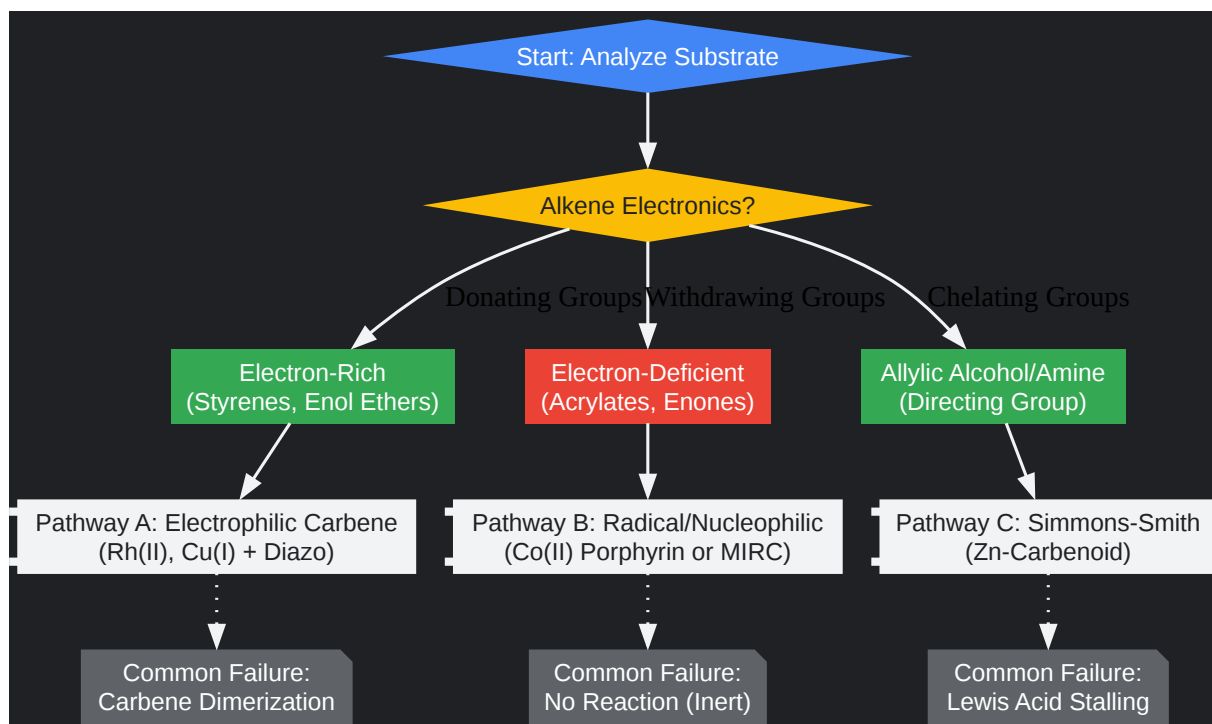 Start: Analyze Substrate
Alkene Electronics?
Donating Groups
Withdrawing Groups
Chelating Groups
Electron-Rich
(Styrenes, Enol Ethers)
Electron-Deficient
(Acrylates, Enones)
Allylic Alcohol/Amine
(Directing Group)
Pathway A: Electrophilic Carbene
(Rh(II), Cu(I) + Diazo)
Pathway B: Radical/Nucleophilic
(Co(II) Porphyrin or MIRC)
Pathway C: Simmons-Smith
(Zn-Carbenoid)
Common Failure:
Carbene Dimerization
Common Failure:
No Reaction (Inert)
Common Failure:
Lewis Acid Stalling